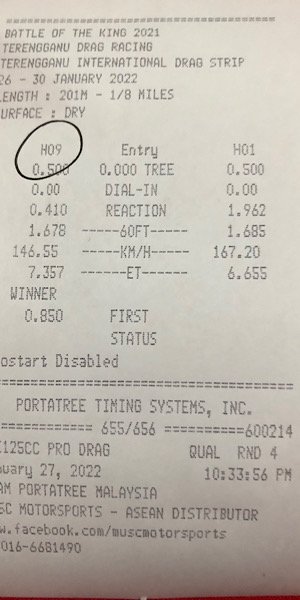 BATTLE OF THE KING 2021
TERENGGANU DRAG RACING
TERENGGANU INTERNATIONAL DRAG STRIP
26 - 30 JANUARY 2022
LENGTH : 201M - 1/8 MILES
URFACE : DRY
H09 Entry H01
0.500 0.000 TREE 0.500
0.00 DIAL-IN 0.00
0.410 REACTION 1.962
1.678 -----60FT----- 1.685
146.55 -----KM/H----- 167.20
7.357 ------ET------ 6.655
WINNER
0.850 FIRST
STATUS
ostart Disabled
PORTATREE TIMING SYSTEMS, INC.
============ 655/656 ==========600214
125CC PRO DRAG QUAL RND 4
uary 27, 2022 10:33:56 PM
AM PORTATREE MALAYSIA
SC MOTORSPORTS - ASEAN DISTRIBUTOR
w.facebook.com/muscmotorsports
016-6681490